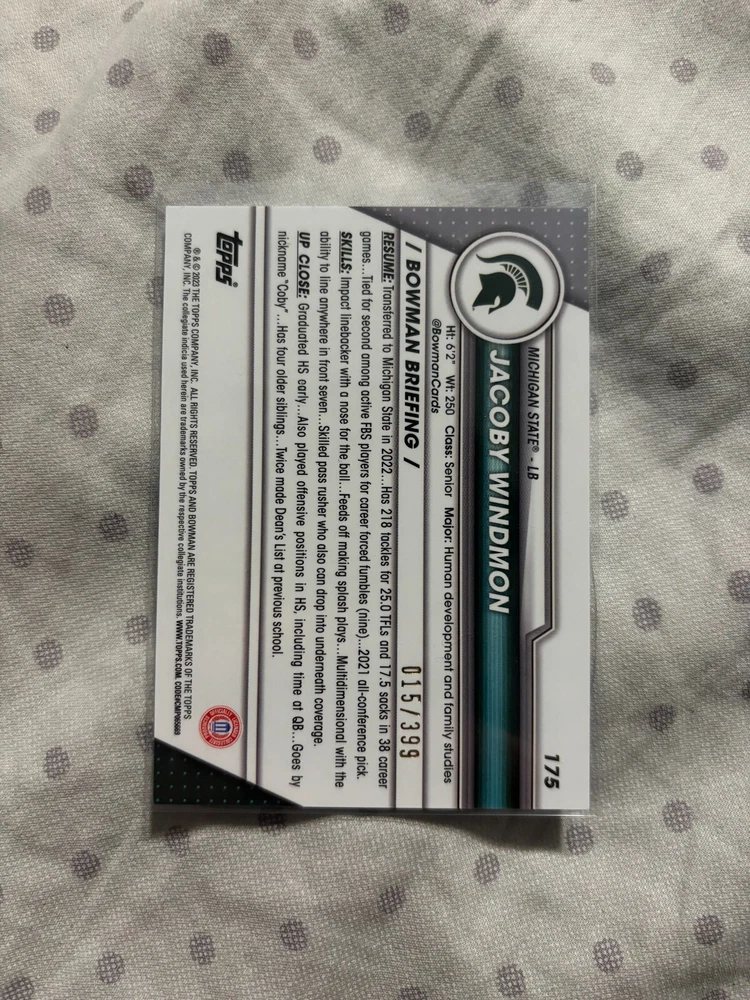 175
MICHIGAN STATE® - LB
JACOBY WINDMON
Ht: 6'2" Wt: 250 Class: Senior Major: Human development and family studies
@BowmanCards
/ BOWMAN BRIEFING /
015/399
RESUME: Transferred to Michigan State in 2022...Has 218 tackles for 25.0 TFLs and 17.5 sacks in 38 career
games...Tied for second among active FBS players for career forced fumbles (nine)...2021 all-conference pick.
SKILLS: Impact linebacker with a nose for the ball...Feeds off making splash plays...Multidimensional with the
ability to line anywhere in front seven...Skilled pass rusher who also can drop into underneath coverage.
UP CLOSE: Graduated HS early...Also played offensive positions in HS, including time at QB...Goes by
nickname "Coby"...Has four older siblings...Twice made Dean's List at previous school.
topps®
® & © 2023 THE TOPPS COMPANY, INC. ALL RIGHTS RESERVED. TOPPS AND BOWMAN ARE REGISTERED TRADEMARKS OF THE TOPPS
COMPANY, INC. The collegiate indicia used herein are trademarks owned by the respective collegiate institutions. WWW.TOPPS.COM.